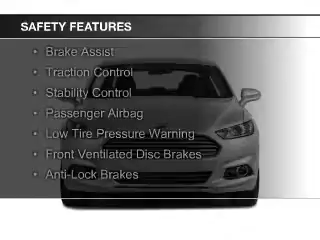 SAFETY FEATURES
• Brake Assist
• Traction Control
• Stability Control
• Passenger Airbag
• Low Tire Pressure Warning
• Front Ventilated Disc Brakes
• Anti-Lock Brakes